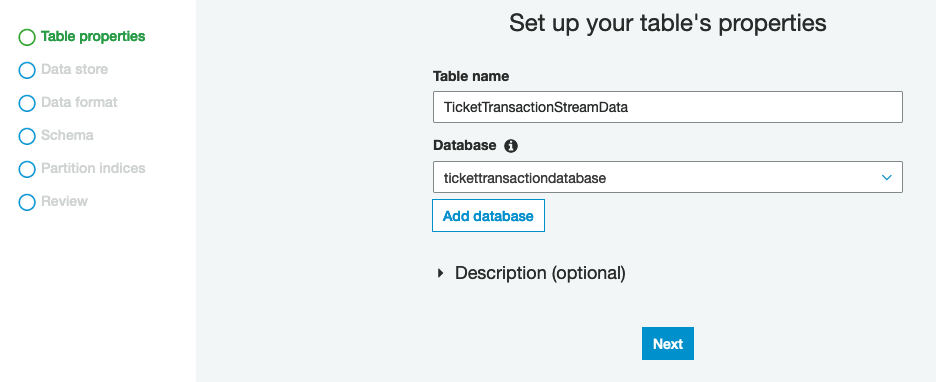 Table properties
Data store
Data format
Schema
Partition indices
Review
Set up your table's properties
Table name
TicketTransactionStreamData
Database
tickettransactiondatabase
Add database
Description (optional)
Next